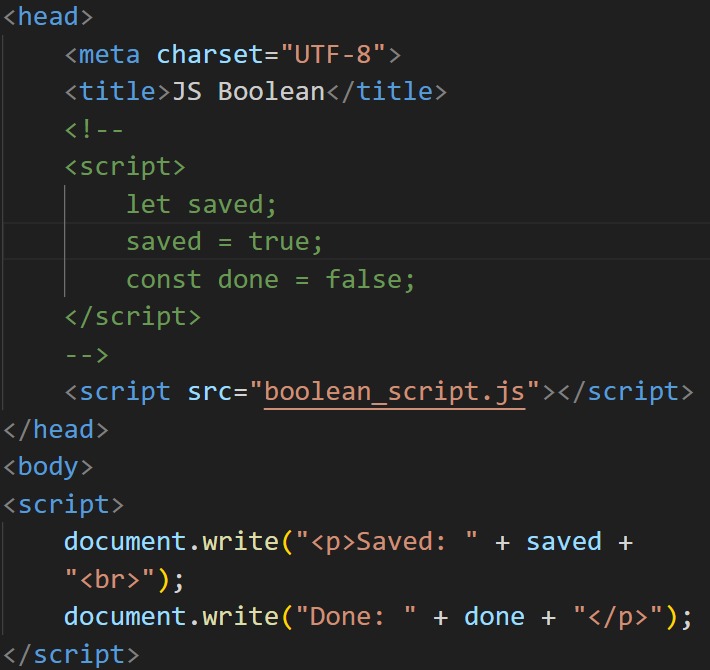 <head>
    <meta charset="UTF-8">
    <title>JS Boolean</title>
    <!--
    <script>
        let saved;
        saved = true;
        const done = false;
    </script>
    -->
    <script src="boolean_script.js"></script>
</head>
<body>
<script>
    document.write("<p>Saved: " + saved +
    "<br>");
    document.write("Done: " + done + "</p>");
</script>